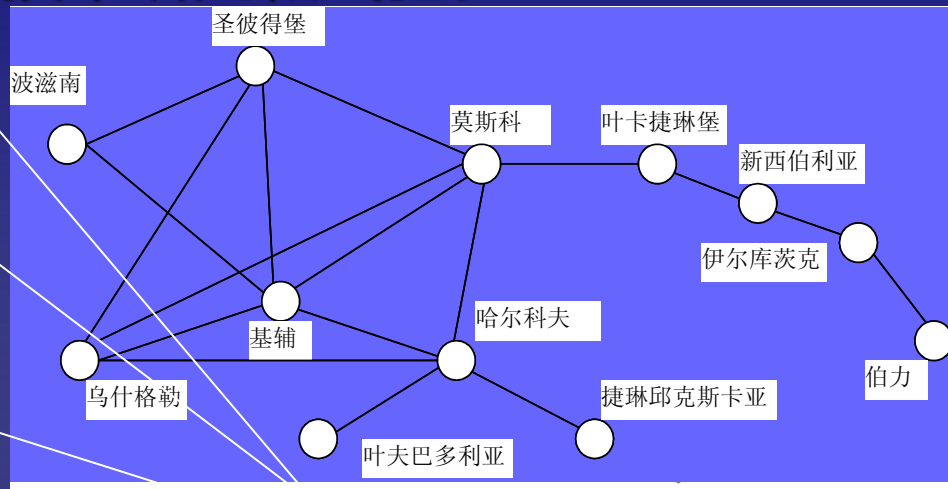 圣彼得堡
波滋南
莫斯科
叶卡捷琳堡
新西伯利亚
伊尔库茨克
哈尔科夫
基辅
伯力
乌什格勒
捷琳邱克斯卡亚
叶夫巴多利亚